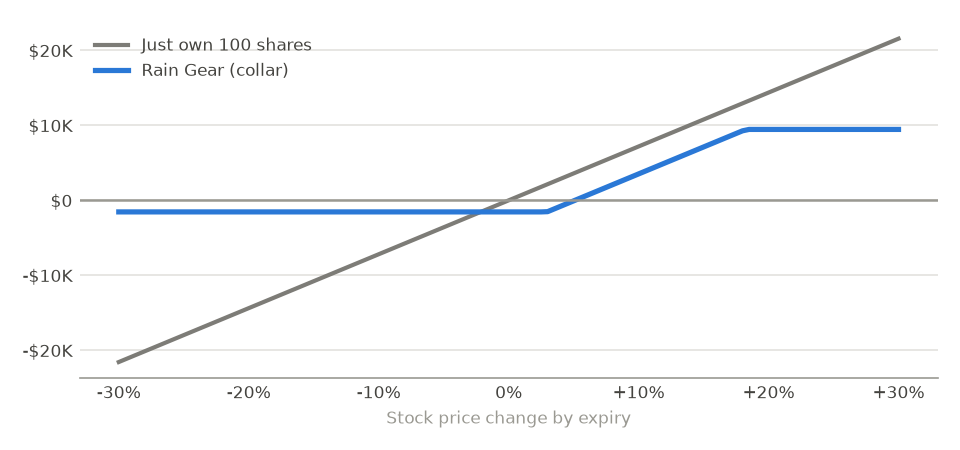 Just own 100 shares
Rain Gear (collar)
$20K
$10K
$0
-$10K
-$20K
-30%
-20%
-10%
0%
+10%
+20%
+30%
Stock price change by expiry